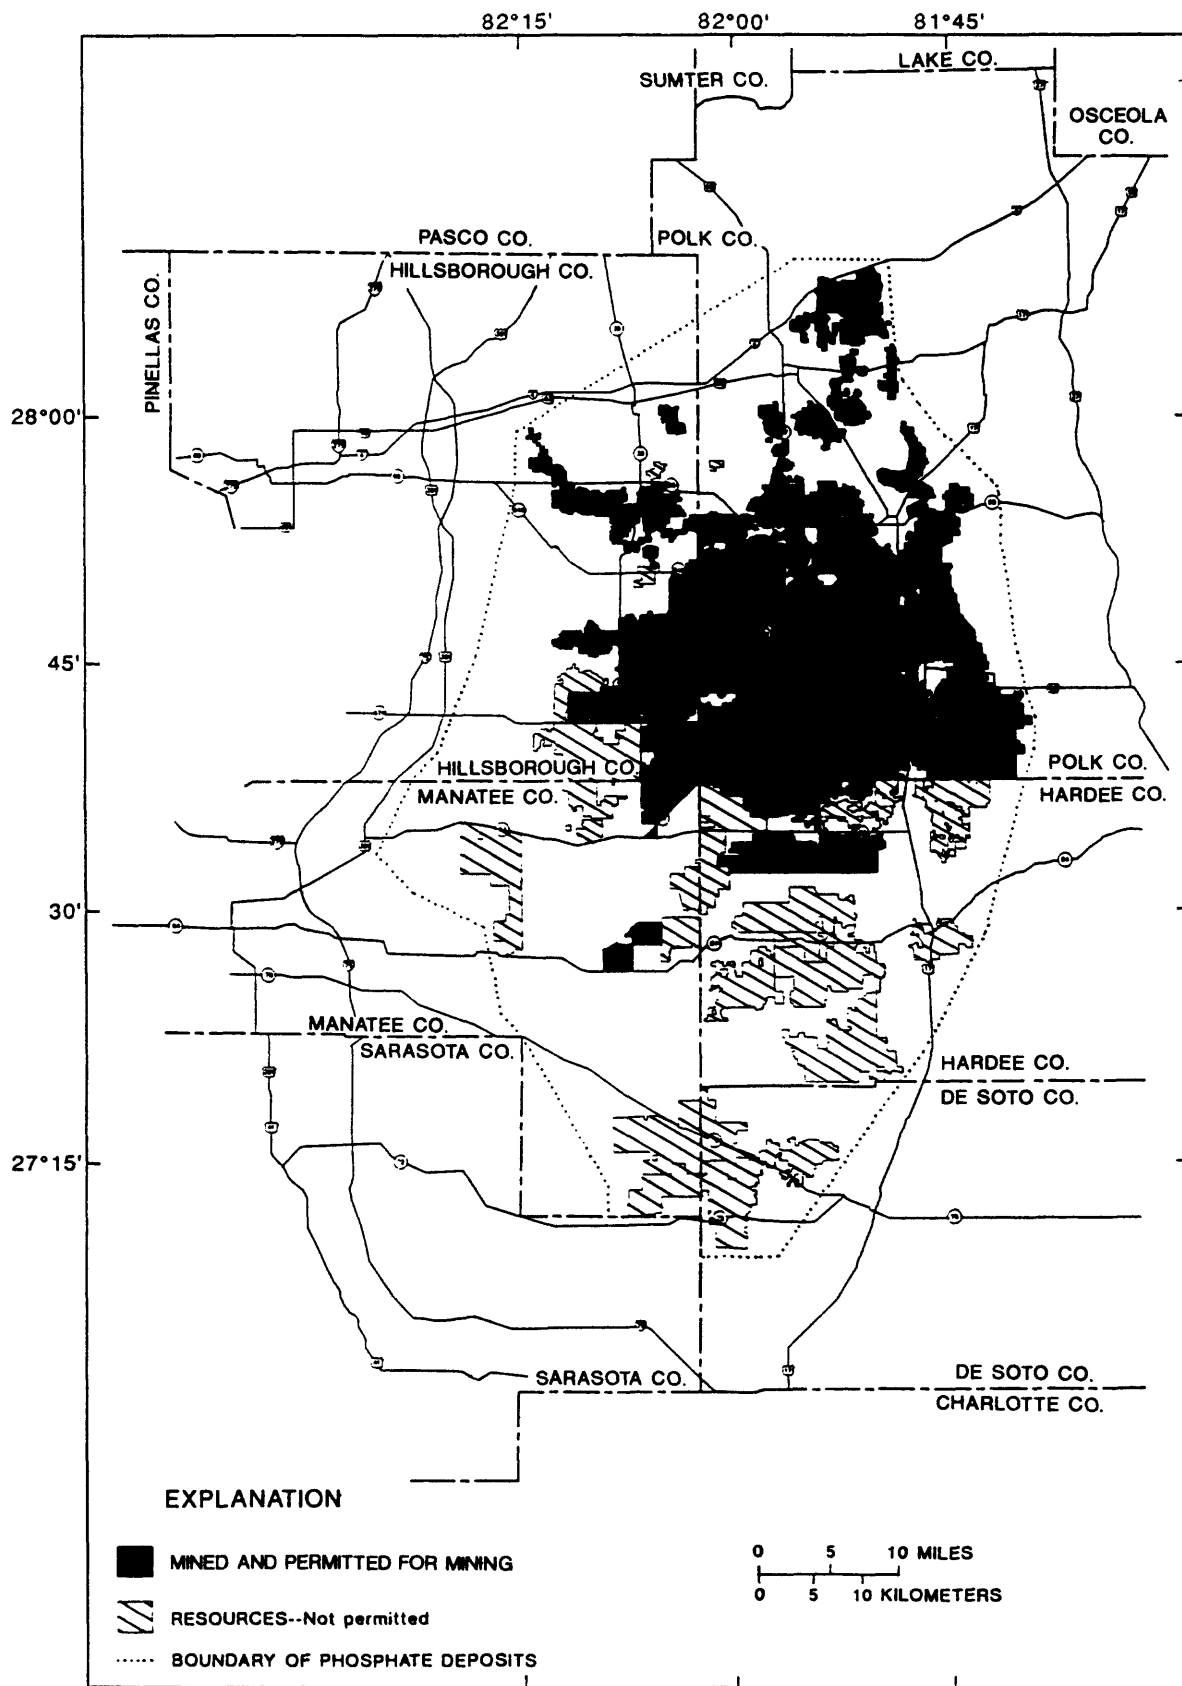 82°15' 82°00' 81°45'
LAKE CO.
SUMTER CO.
OSCEOLA
CO.
PASCO CO.
POLK CO.
HILLSBOROUGH CO.
PINELLAS CO.
28°00'
45'
HILLSBOROUGH CO.
POLK CO.
MANATEE CO.
HARDEE CO.
30'
MANATEE CO.
SARASOTA CO.
HARDEE CO.
DE SOTO CO.
27°15'
SARASOTA CO.
DE SOTO CO.
CHARLOTTE CO.
EXPLANATION
MINED AND PERMITTED FOR MINING
RESOURCES--Not permitted
BOUNDARY OF PHOSPHATE DEPOSITS
0 5 10 MILES
0 5 10 KILOMETERS